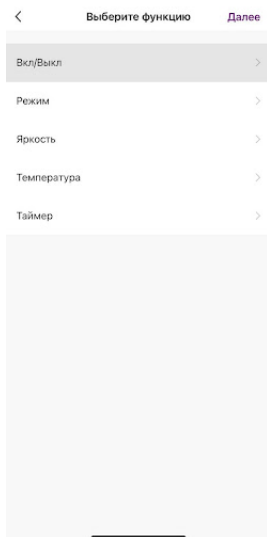 Выберите функцию Далее
Вкл/Выкл
Режим
Яркость
Температура
Таймер